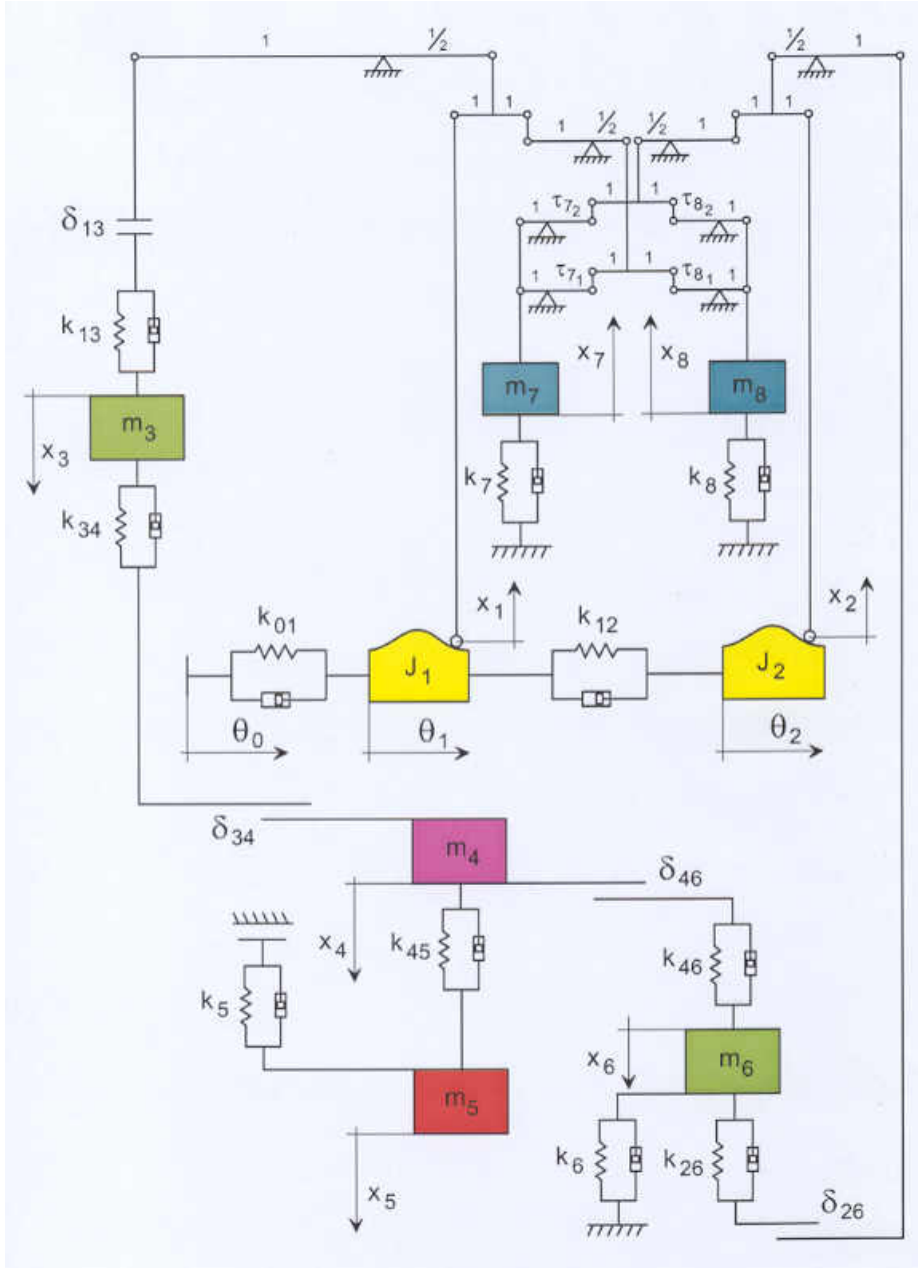 1 ½ ½ 1
1 1 1 1
1 ½ ½ 1
τ₇₂ 1 1 τ₈₂
1 1
δ₁₃
τ₇₁ 1 1 τ₈₁
1 1
k₁₃
x₇ x₈
m₇ m₈
m₃
x₃
k₇ k₈
k₃₄
x₁ x₂
k₀₁ k₁₂
J₁ J₂
θ₀ θ₁ θ₂
δ₃₄
m₄
δ₄₆
x₄ k₄₅ k₄₆
k₅
x₆ m₆
m₅
k₆ k₂₆
x₅
δ₂₆